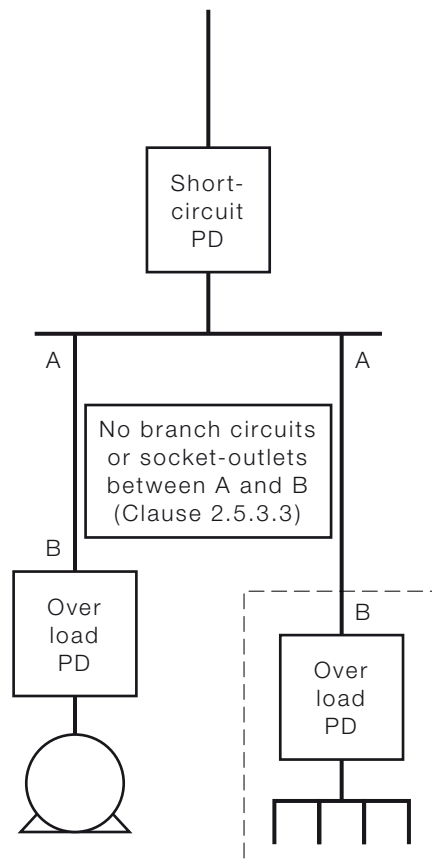 Short-
circuit
PD
A
A
No branch circuits
or socket-outlets
between A and B
(Clause 2.5.3.3)
B
Over
load
PD
B
Over
load
PD